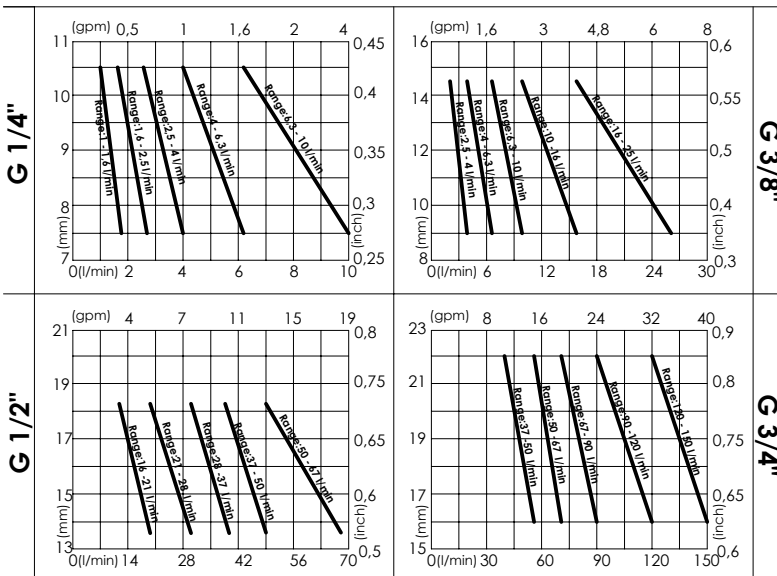 G 1/4"
(gpm) 0,5 1 1,6 2 4
11 10 9 8 7
(mm)
0,45 0,4 0,35 0,3 0,25
(inch)
Range:1 - 1,6 l/min
Range:1,6 - 2,5 l/min
Range:2,5 - 4 l/min
Range:4 - 6,3 l/min
Range:6,3 - 10 l/min
0(l/min) 2 4 6 8 10
G 3/8"
(gpm) 1,6 3 4,8 6 8
16 14 12 10 8
(mm)
0,6 0,55 0,5 0,4 0,3
(inch)
Range:2,5 - 4 l/min
Range:4 - 6,3 l/min
Range:6,3 - 10 l/min
Range:10 -16 l/min
Range:16 - 25 l/min
0(l/min) 6 12 18 24 30
G 1/2"
(gpm) 4 7 11 15 19
21 19 17 15 13
(mm)
0,8 0,75 0,65 0,6 0,5
(inch)
Range:16 -21 l/min
Range:21 - 28 l/min
Range:28 -37 l/min
Range:37 - 50 l/min
Range:50 -67 l/min
0(l/min) 14 28 42 56 70
G 3/4"
(gpm) 8 16 24 32 40
23 21 19 17 15
(mm)
0,9 0,85 0,75 0,65 0,6
(inch)
Range:37 -50 l/min
Range:50 -67 l/min
Range:67 - 90 l/min
Range:90 -120 l/min
Range:120 - 150 l/min
0(l/min) 30 60 90 120 150